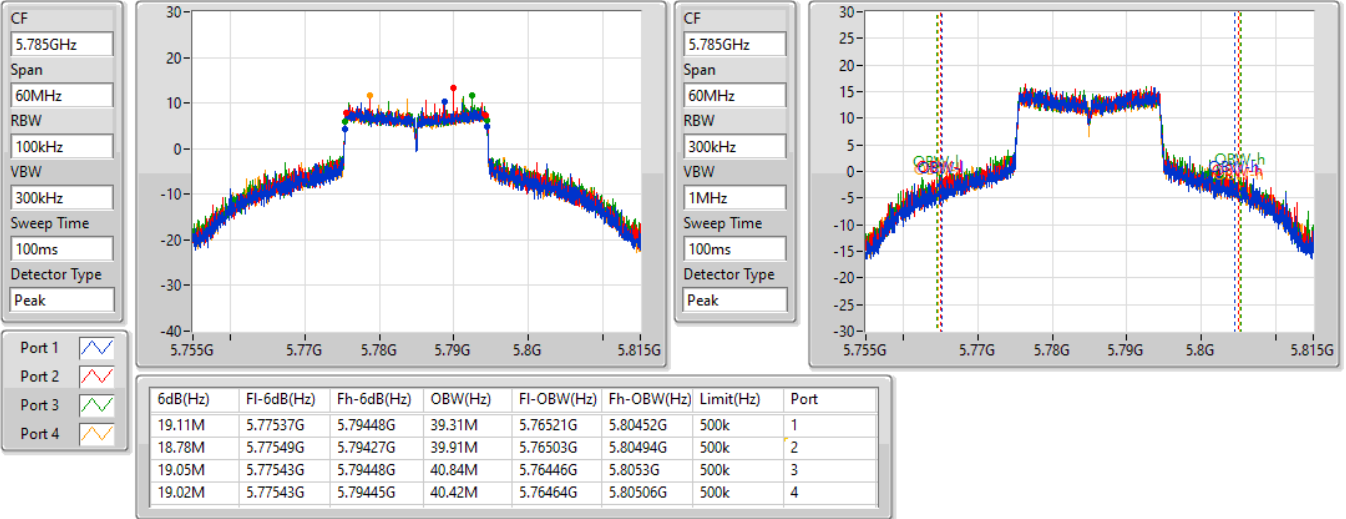 CF
5.785GHz
Span
60MHz
RBW
100kHz
VBW
300kHz
Sweep Time
100ms
Detector Type
Peak
30
20
10
0
-10
-20
-30
-40
5.755G 5.77G 5.78G 5.79G 5.8G 5.815G
CF
5.785GHz
Span
60MHz
RBW
300kHz
VBW
1MHz
Sweep Time
100ms
Detector Type
Peak
30
25
20
15
10
5
0
-5
-10
-15
-20
-25
-30
OBW-h
5.755G 5.77G 5.78G 5.79G 5.8G 5.815G
Port 1
Port 2
Port 3
Port 4
6dB(Hz) Fl-6dB(Hz) Fh-6dB(Hz) OBW(Hz) Fl-OBW(Hz) Fh-OBW(Hz) Limit(Hz) Port
19.11M 5.77537G 5.79448G 39.31M 5.76521G 5.80452G 500k 1
18.78M 5.77549G 5.79427G 39.91M 5.76503G 5.80494G 500k 2
19.05M 5.77543G 5.79448G 40.84M 5.76446G 5.8053G 500k 3
19.02M 5.77543G 5.79445G 40.42M 5.76464G 5.80506G 500k 4